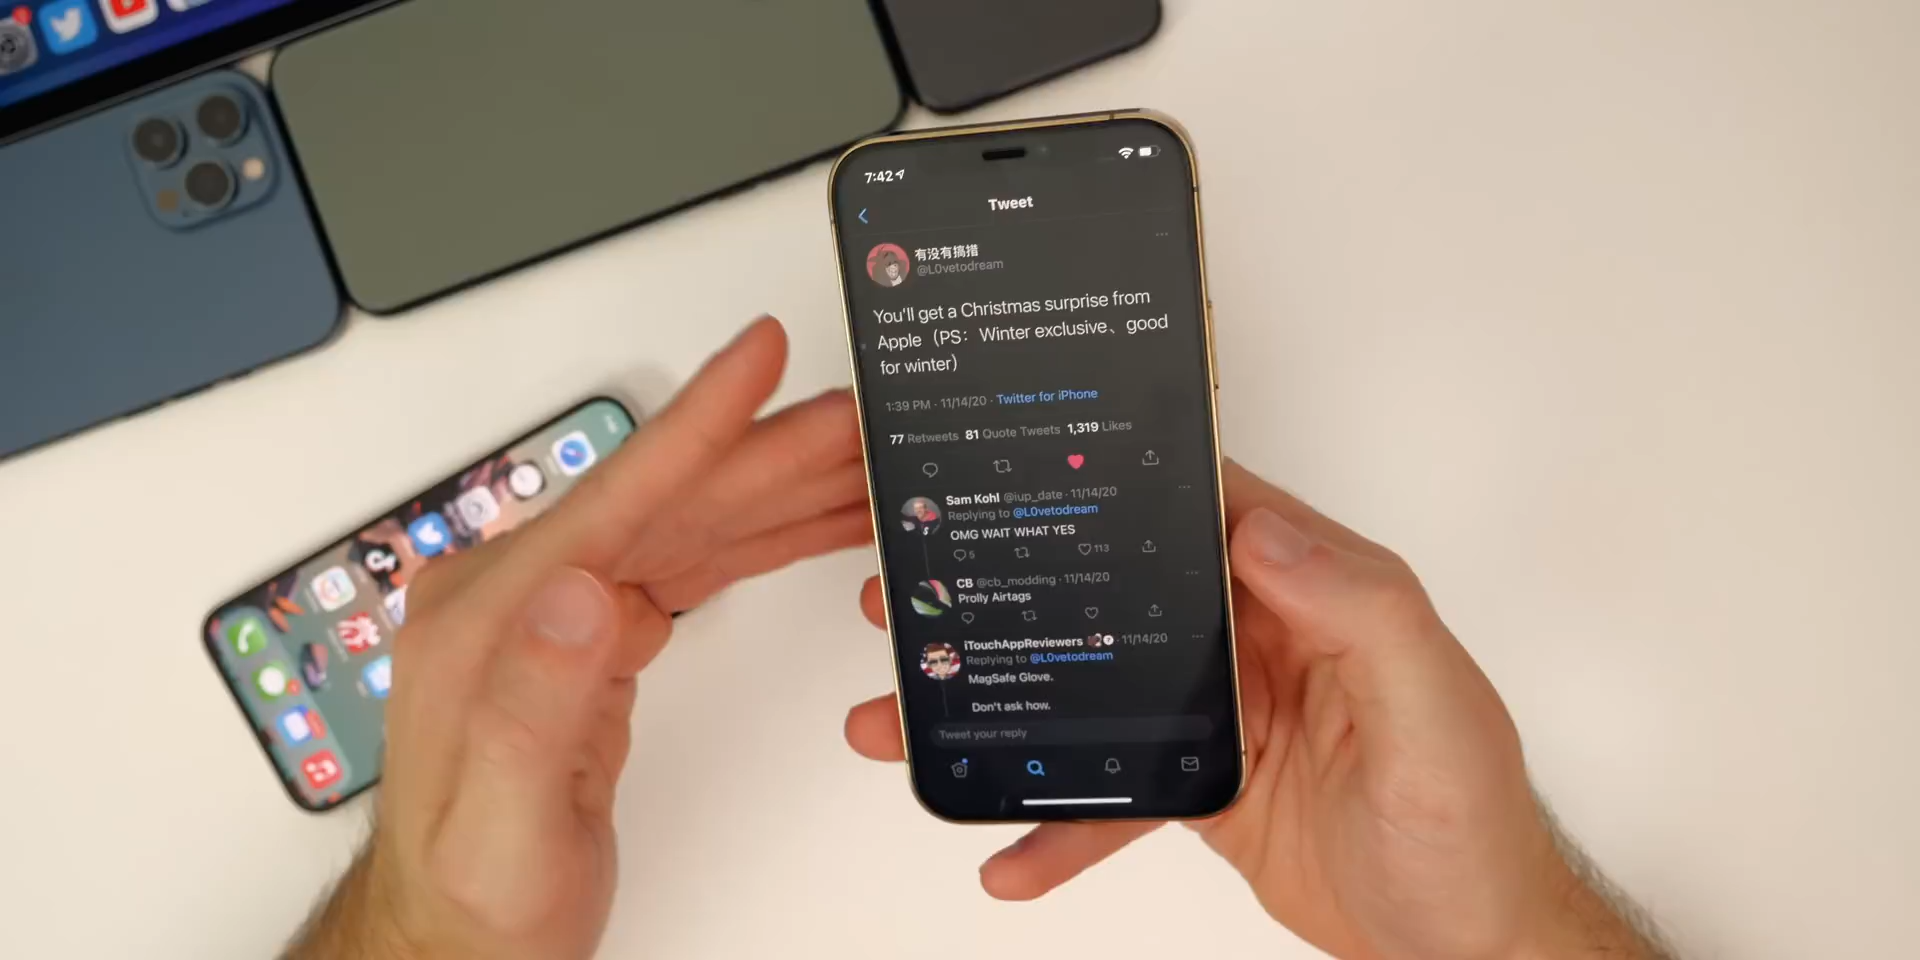 7:42
Tweet
有没有搞措
@L0vetodream
You'll get a Christmas surprise from
Apple（PS： Winter exclusive、good
for winter）
1:39 PM · 11/14/20 · Twitter for iPhone
77 Retweets 81 Quote Tweets 1,319 Likes
Sam Kohl @iup_date · 11/14/20
Replying to @L0vetodream
OMG WAIT WHAT YES
5 113
CB @cb_modding · 11/14/20
Prolly Airtags
iTouchAppReviewers · 11/14/20
Replying to @L0vetodream
MagSafe Glove.
Don't ask how.
Tweet your reply